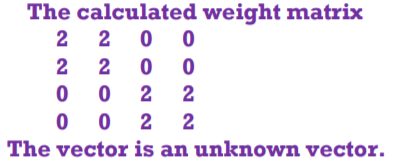 The calculated weight matrix
2 2 0 0
2 2 0 0
0 0 2 2
0 0 2 2
The vector is an unknown vector.